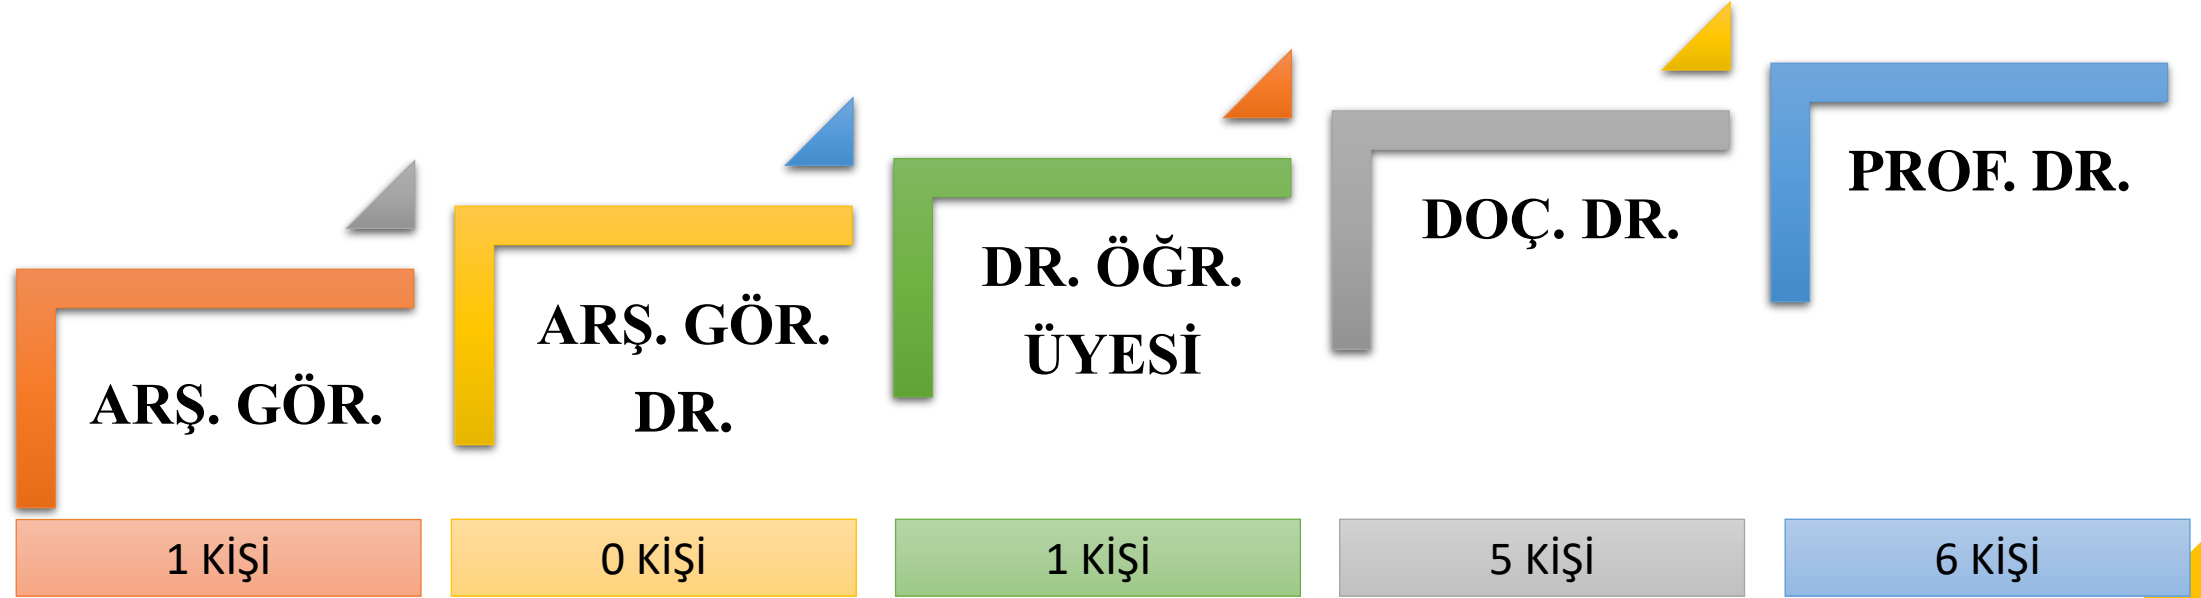 ARŞ. GÖR.
1 KİŞİ
ARŞ. GÖR.
DR.
0 KİŞİ
DR. ÖĞR.
ÜYESİ
1 KİŞİ
DOÇ. DR.
5 KİŞİ
PROF. DR.
6 KİŞİ